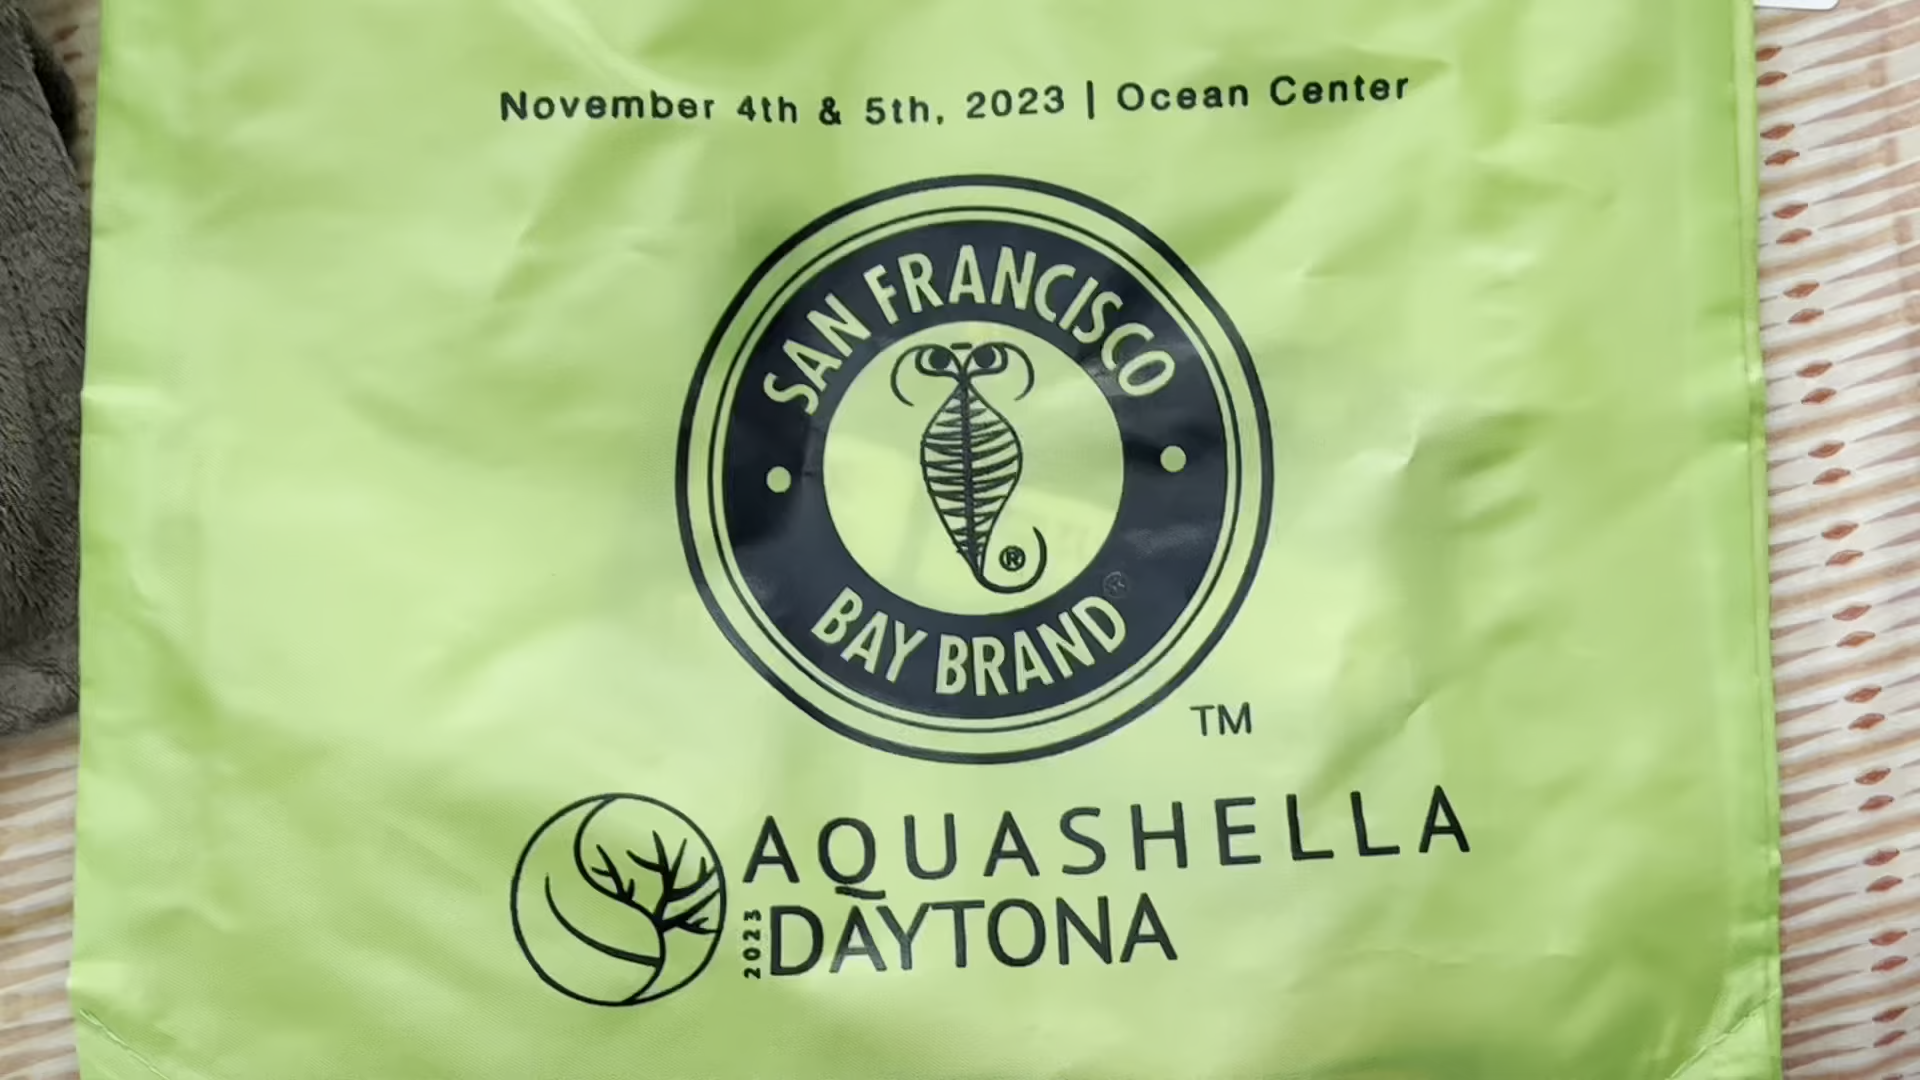 November 4th & 5th, 2023 | Ocean Center
SAN FRANCISCO
®
BAY BRAND®
TM
AQUASHELLA
2023 DAYTONA